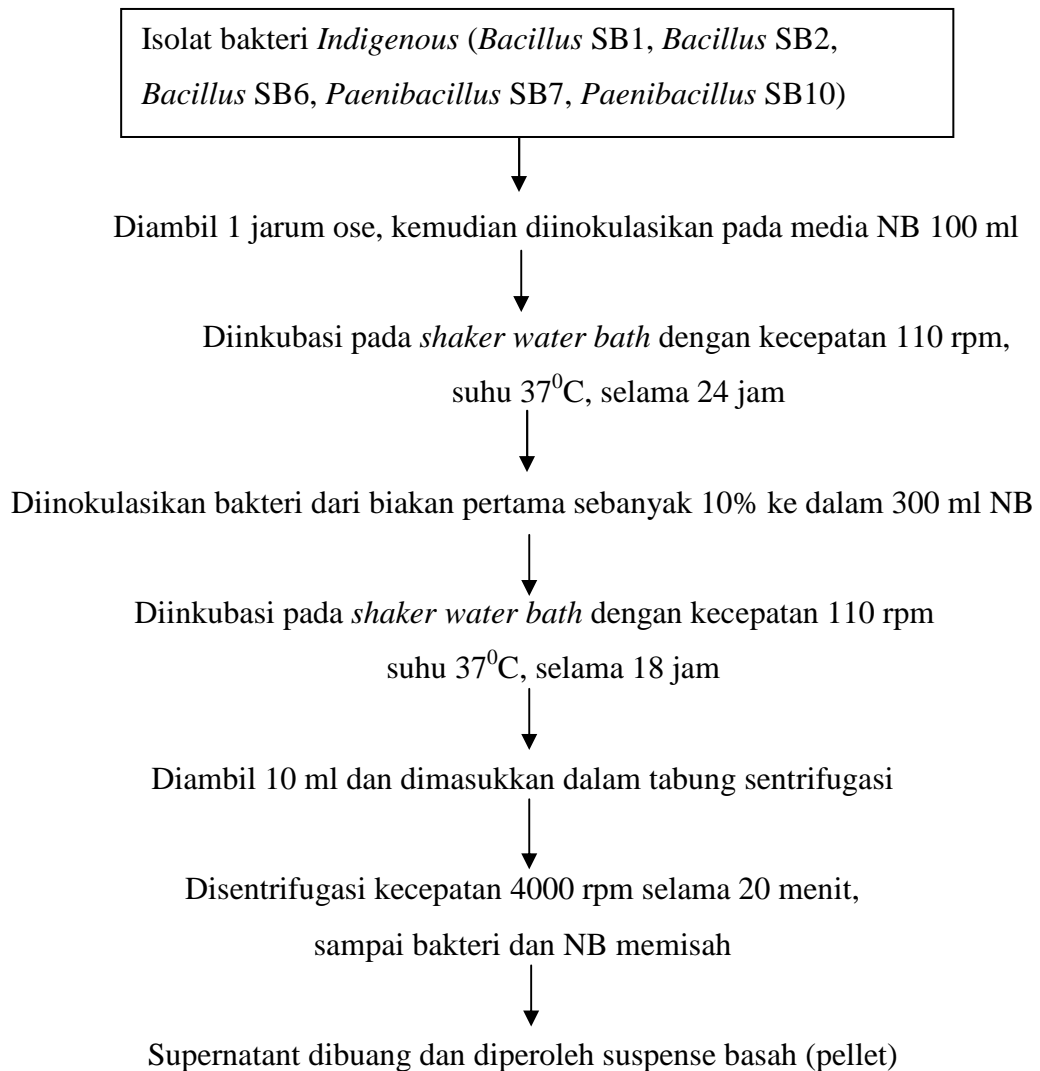 Isolat bakteri Indigenous (Bacillus SB1, Bacillus SB2,
Bacillus SB6, Paenibacillus SB7, Paenibacillus SB10)
Diambil 1 jarum ose, kemudian diinokulasikan pada media NB 100 ml
Diinkubasi pada shaker water bath dengan kecepatan 110 rpm,
suhu 37⁰C, selama 24 jam
Diinokulasikan bakteri dari biakan pertama sebanyak 10% ke dalam 300 ml NB
Diinkubasi pada shaker water bath dengan kecepatan 110 rpm
suhu 37⁰C, selama 18 jam
Diambil 10 ml dan dimasukkan dalam tabung sentrifugasi
Disentrifugasi kecepatan 4000 rpm selama 20 menit,
sampai bakteri dan NB memisah
Supernatant dibuang dan diperoleh suspense basah (pellet)